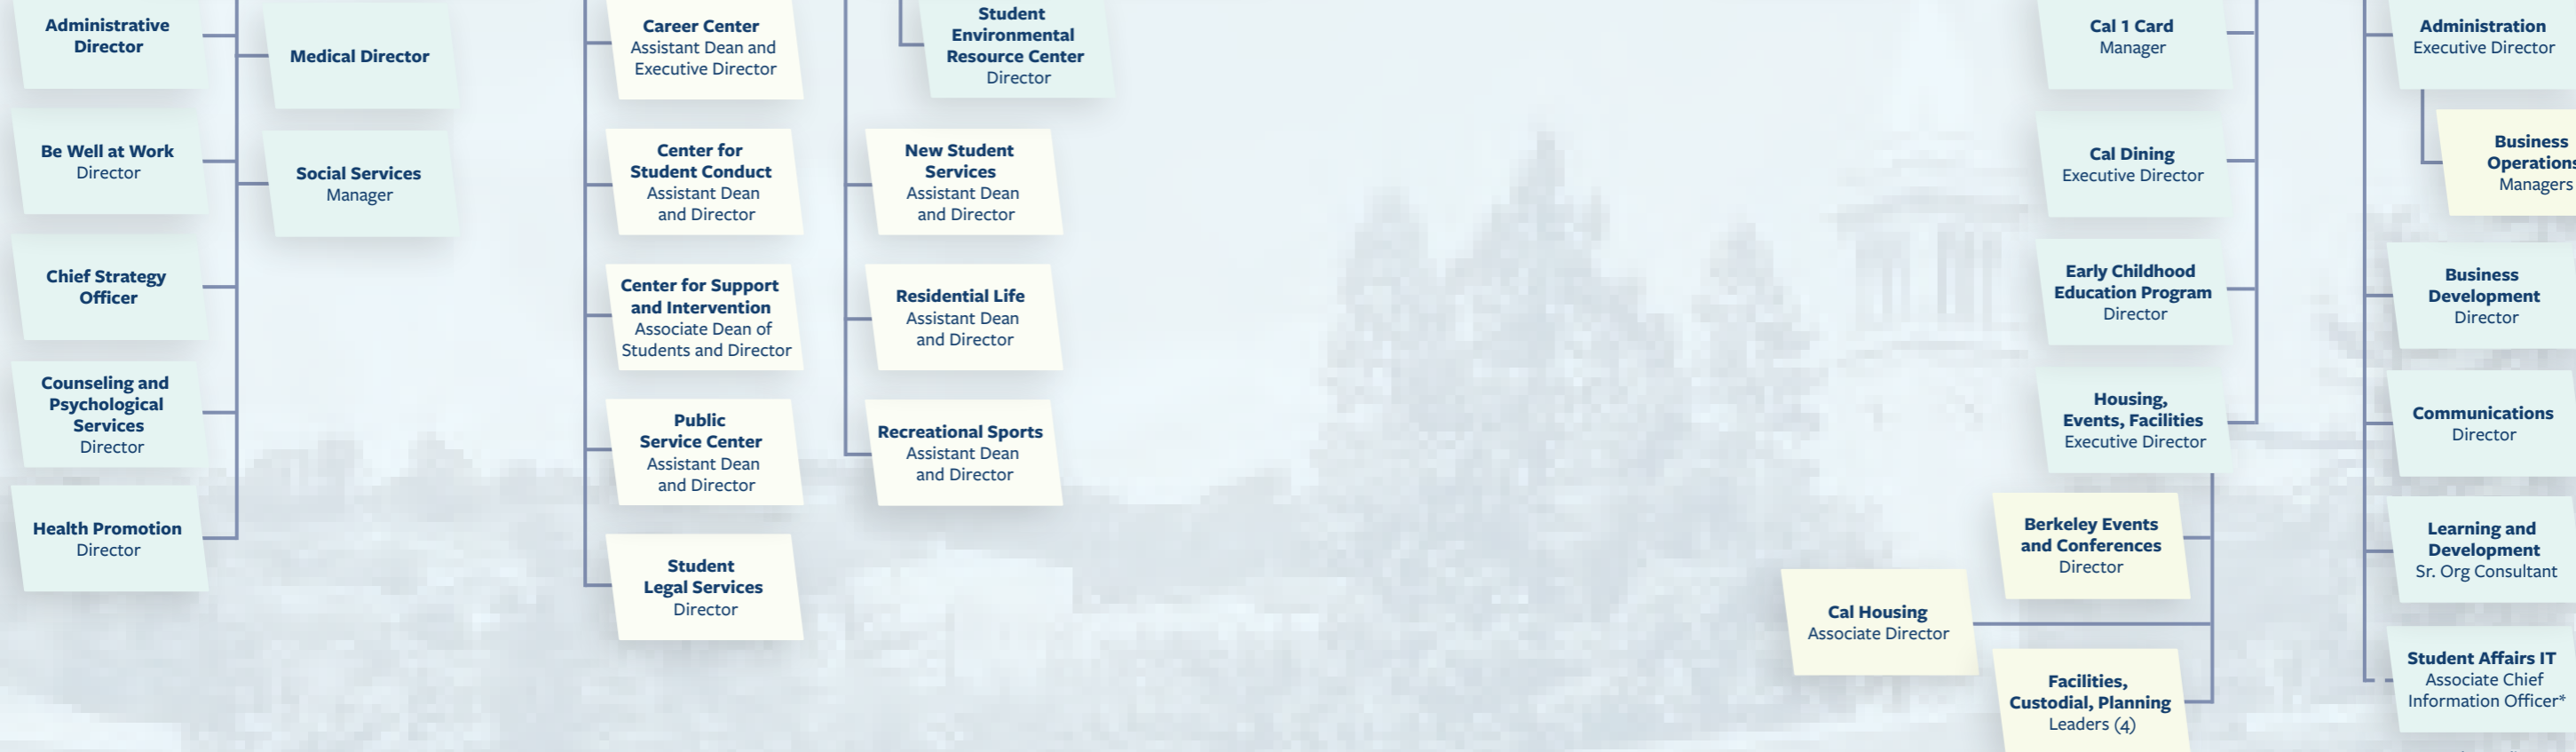 Administrative
Director
Medical Director
Be Well at Work
Director
Social Services
Manager
Chief Strategy
Officer
Counseling and
Psychological
Services
Director
Health Promotion
Director
Career Center
Assistant Dean and
Executive Director
Center for
Student Conduct
Assistant Dean
and Director
Center for Support
and Intervention
Associate Dean of
Students and Director
Public
Service Center
Assistant Dean
and Director
Student
Legal Services
Director
Student
Environmental
Resource Center
Director
New Student
Services
Assistant Dean
and Director
Residential Life
Assistant Dean
and Director
Recreational Sports
Assistant Dean
and Director
Cal 1 Card
Manager
Cal Dining
Executive Director
Early Childhood
Education Program
Director
Housing,
Events, Facilities
Executive Director
Berkeley Events
and Conferences
Director
Cal Housing
Associate Director
Facilities,
Custodial, Planning
Leaders (4)
Administration
Executive Director
Business
Operations
Managers
Business
Development
Director
Communications
Director
Learning and
Development
Sr. Org Consultant
Student Affairs IT
Associate Chief
Information Officer*